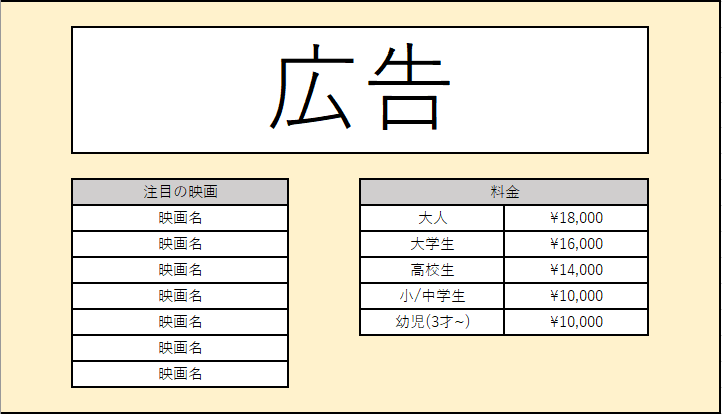 広告
注目の映画
映画名
映画名
映画名
映画名
映画名
映画名
映画名
料金
大人 ¥18,000
大学生 ¥16,000
高校生 ¥14,000
小/中学生 ¥10,000
幼児(3才~) ¥10,000